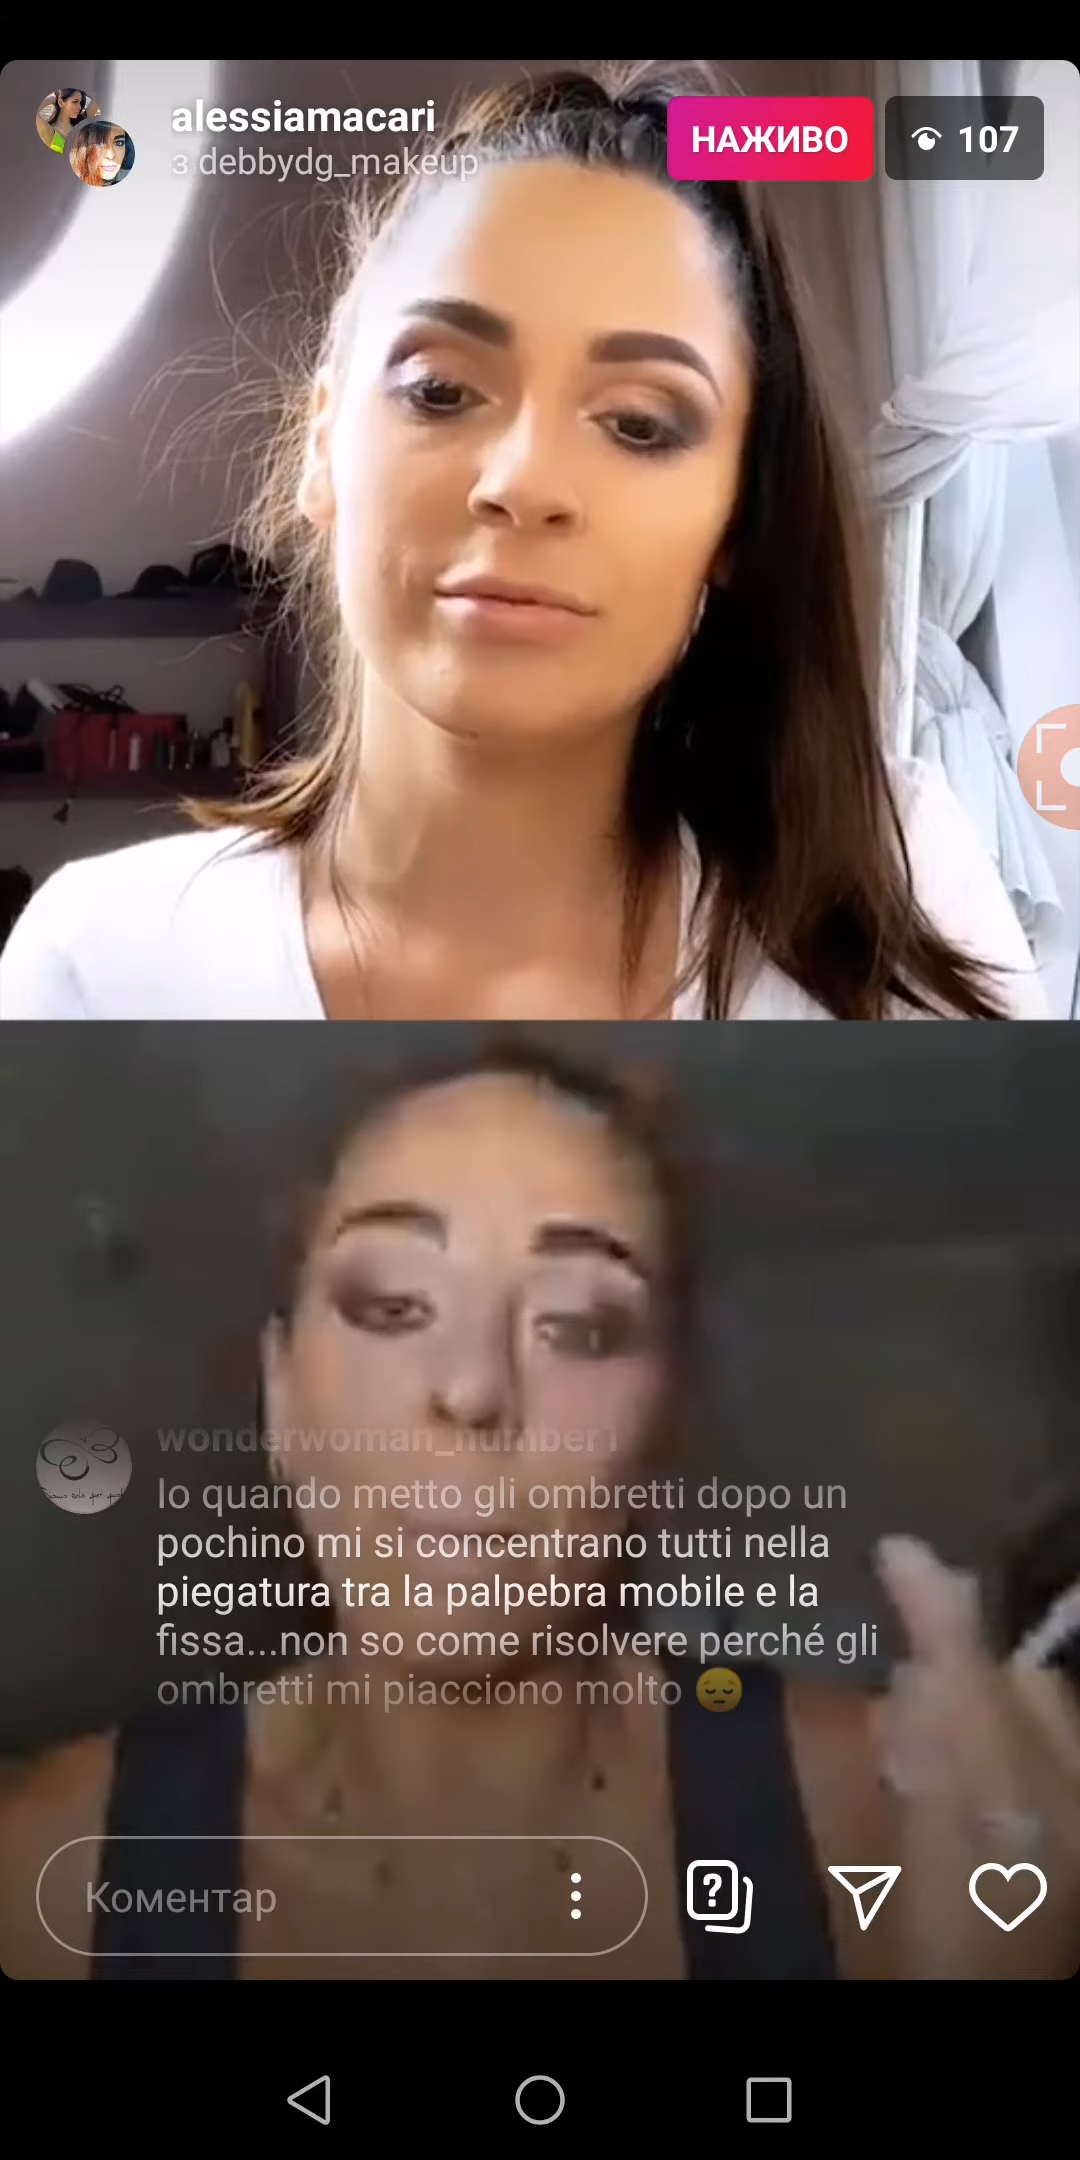 alessiamacari
з debbydg_makeup
НАЖИВО
107
wonderwoman_number1
Io quando metto gli ombretti dopo un
pochino mi si concentrano tutti nella
piegatura tra la palpebra mobile e la
fissa...non so come risolvere perché gli
ombretti mi piacciono molto 😔
Коментар